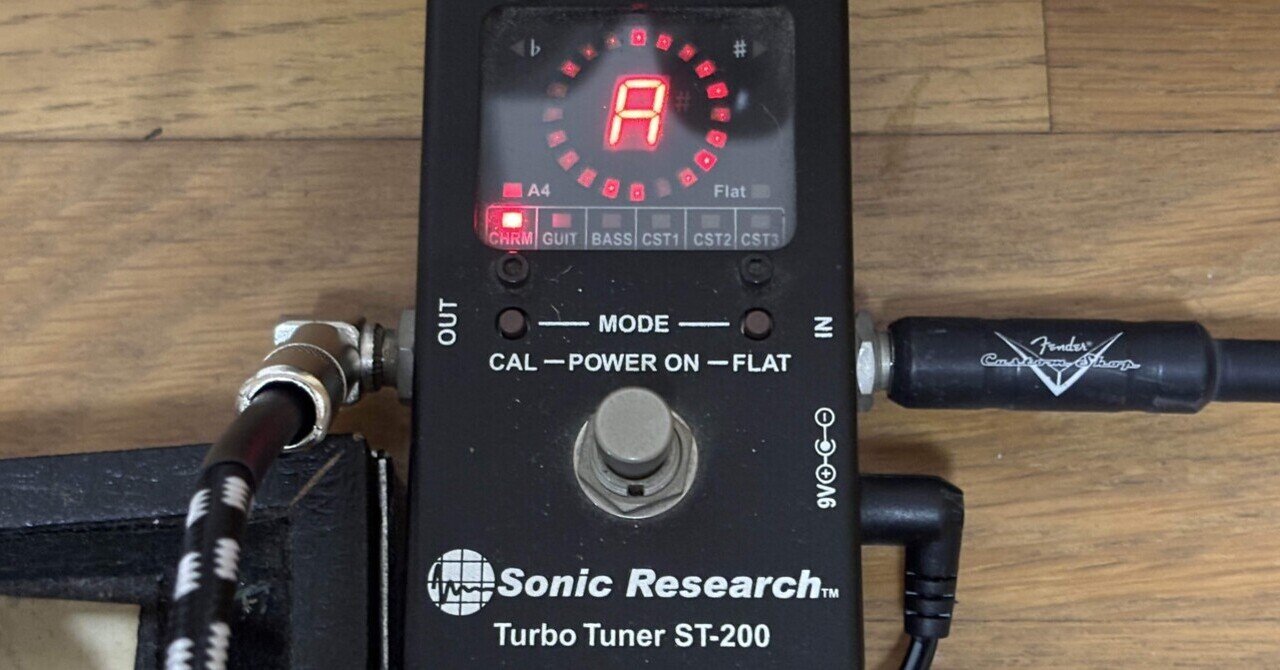 ♭ ♯
A ♯
A4 Flat
CHRM GUIT BASS CST1 CST2 CST3
OUT
MODE
IN
CAL — POWER ON — FLAT
Fender
Custom Shop
9V
Sonic Research™
Turbo Tuner ST-200